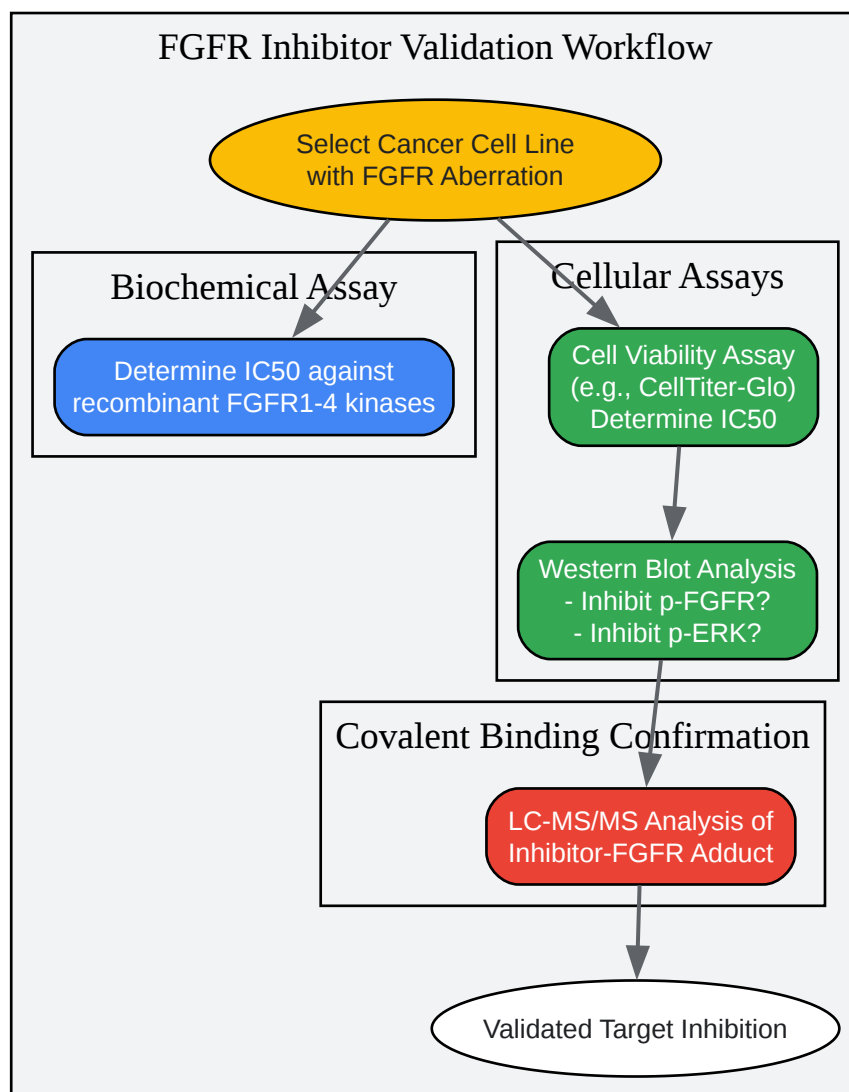 FGFR Inhibitor Validation Workflow
Select Cancer Cell Line
with FGFR Aberration
Biochemical Assay
Determine IC50 against
recombinant FGFR1-4 kinases
Cellular Assays
Cell Viability Assay
(e.g., CellTiter-Glo)
Determine IC50
Western Blot Analysis
- Inhibit p-FGFR?
- Inhibit p-ERK?
Covalent Binding Confirmation
LC-MS/MS Analysis of
Inhibitor-FGFR Adduct
Validated Target Inhibition